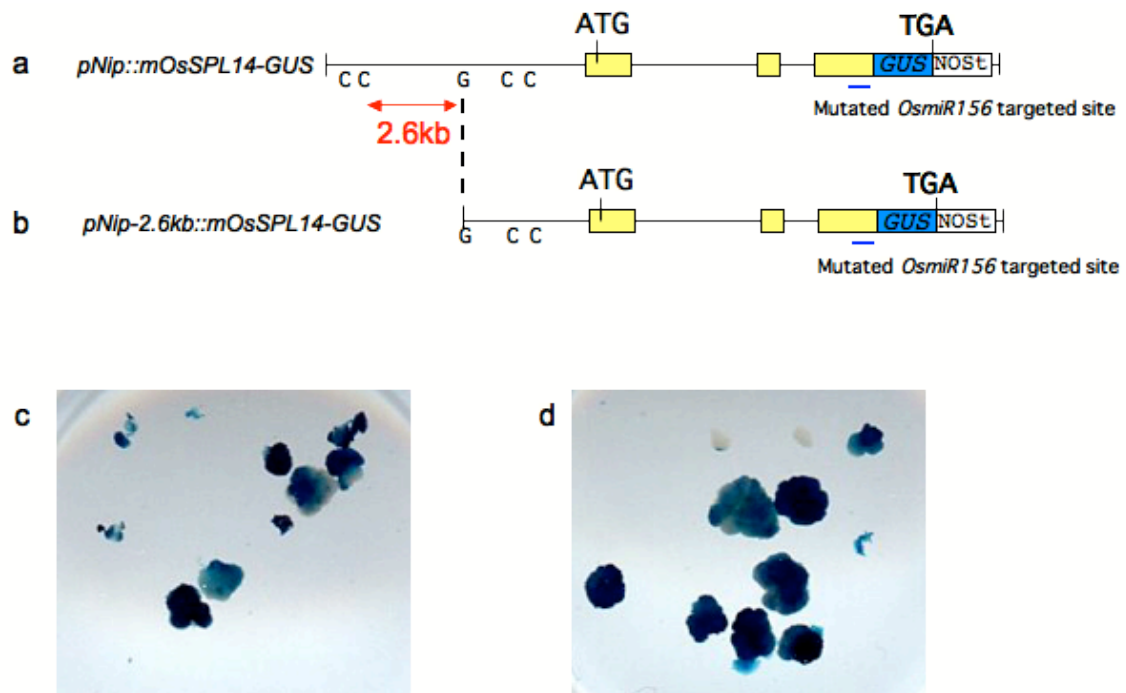 ATG TGA
a pNip::mOsSPL14-GUS GUS NOSt
C C G C C
2.6kb Mutated OsmiR156 targeted site
ATG TGA
b pNip-2.6kb::mOsSPL14-GUS GUS NOSt
G C C
Mutated OsmiR156 targeted site
c d